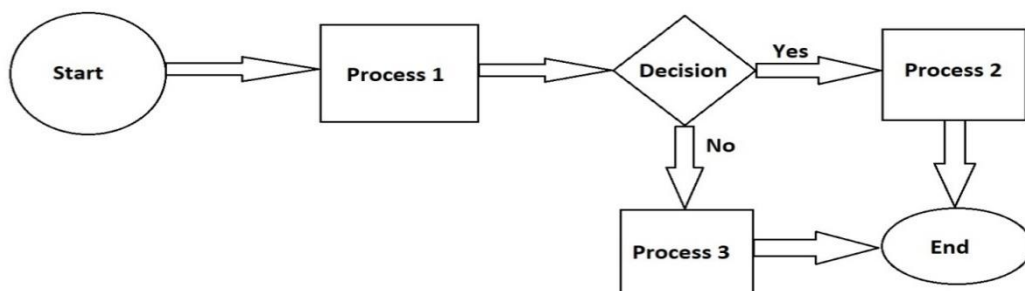 Start
Process 1
Decision
Yes
Process 2
No
Process 3
End